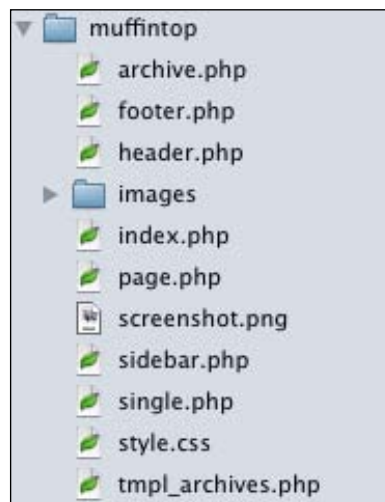 muffintop
archive.php
footer.php
header.php
images
index.php
page.php
screenshot.png
sidebar.php
single.php
style.css
tmpl_archives.php